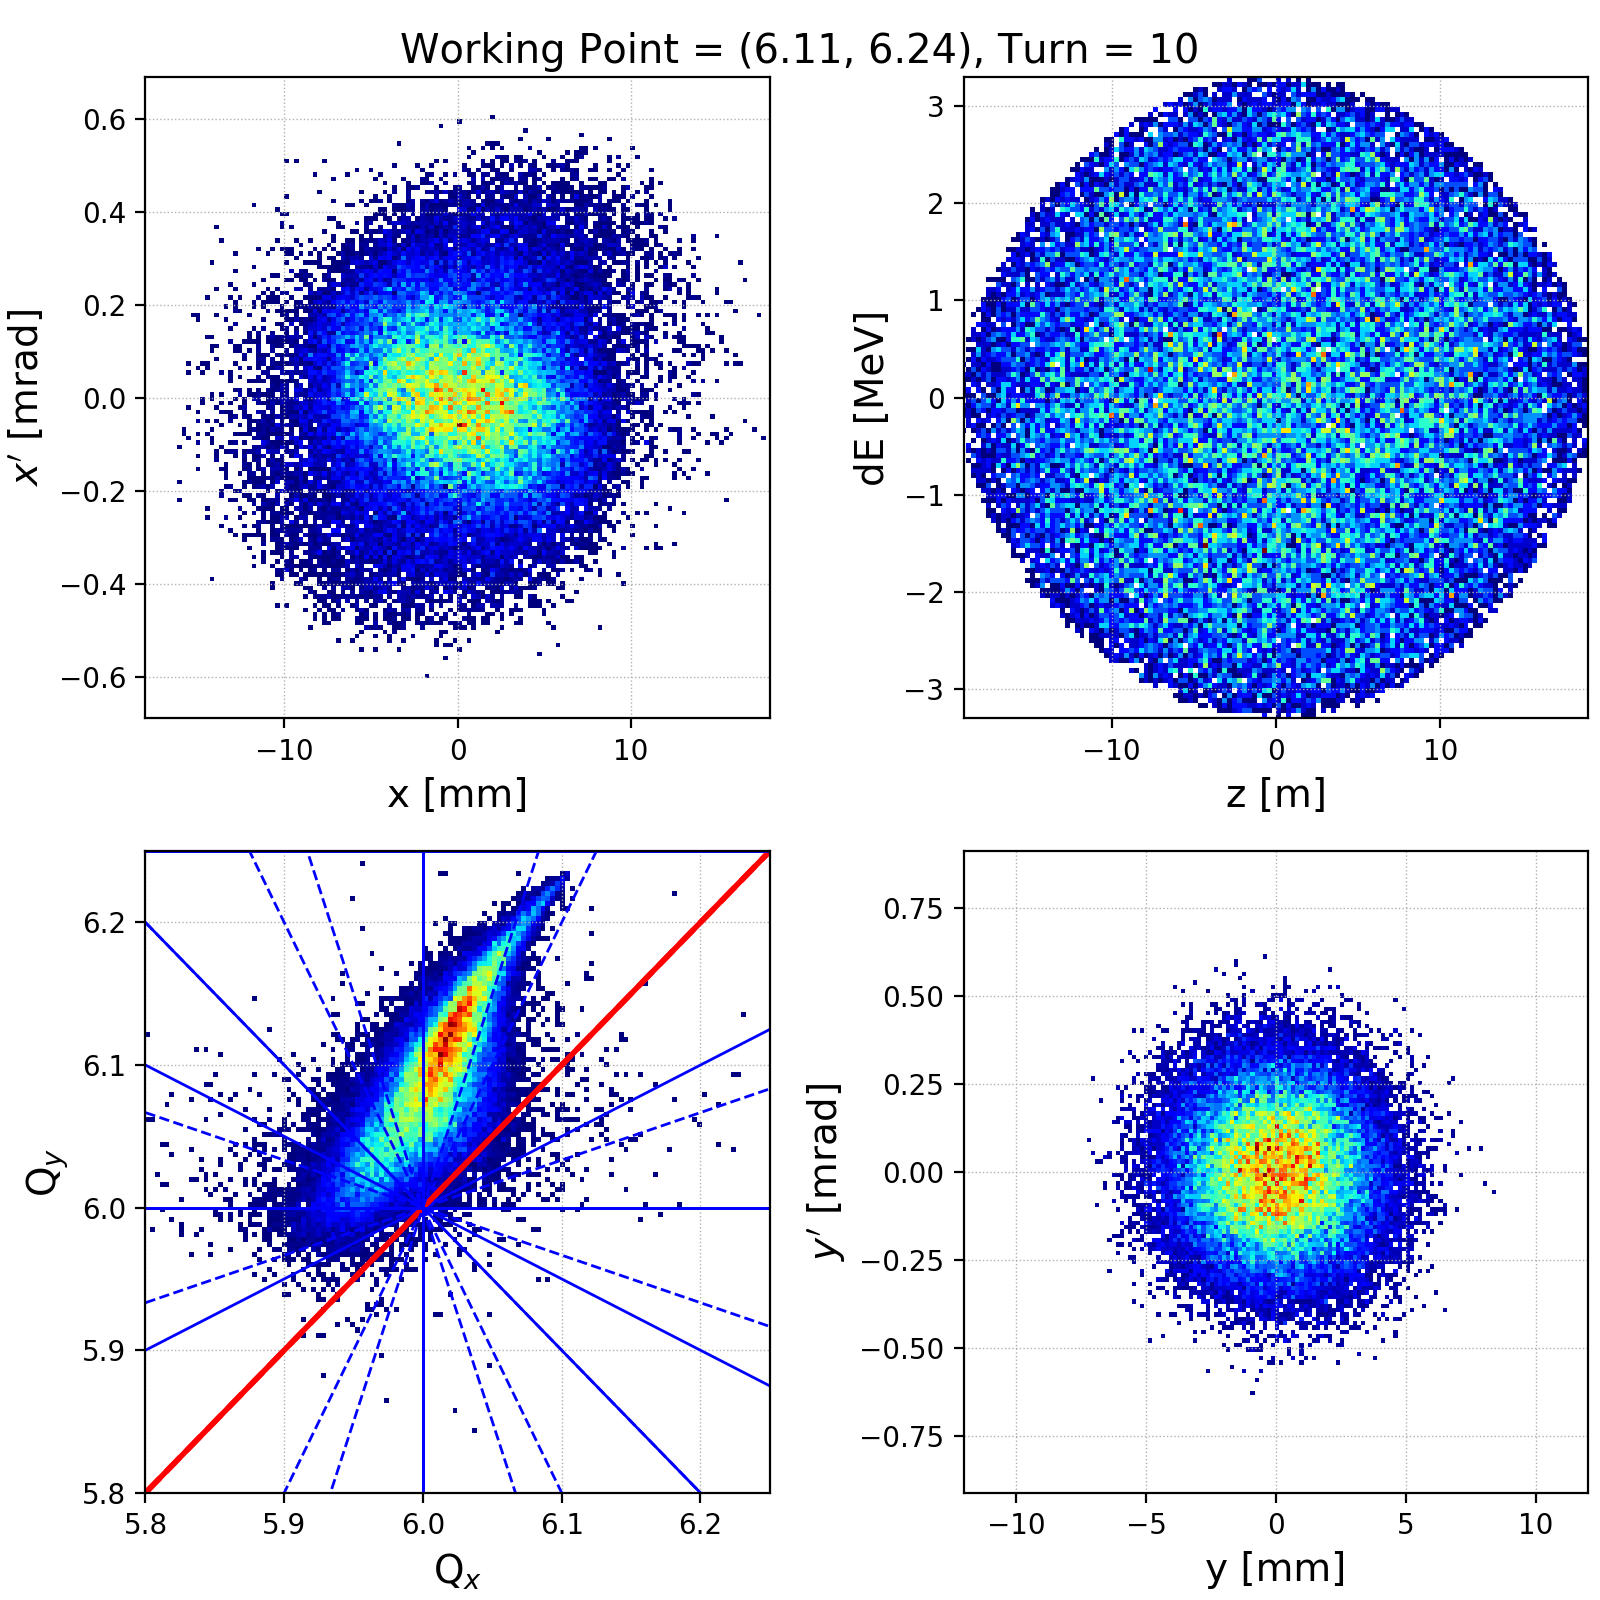 Working Point = (6.11, 6.24), Turn = 10
0.6
0.4
0.2
0.0
−0.2
−0.4
−0.6
x′ [mrad]
−10 0 10
x [mm]
3
2
1
0
−1
−2
−3
dE [MeV]
−10 0 10
z [m]
6.2
6.1
6.0
5.9
5.8
Qy
5.8 5.9 6.0 6.1 6.2
Qx
0.75
0.50
0.25
0.00
−0.25
−0.50
−0.75
y′ [mrad]
−10 −5 0 5 10
y [mm]